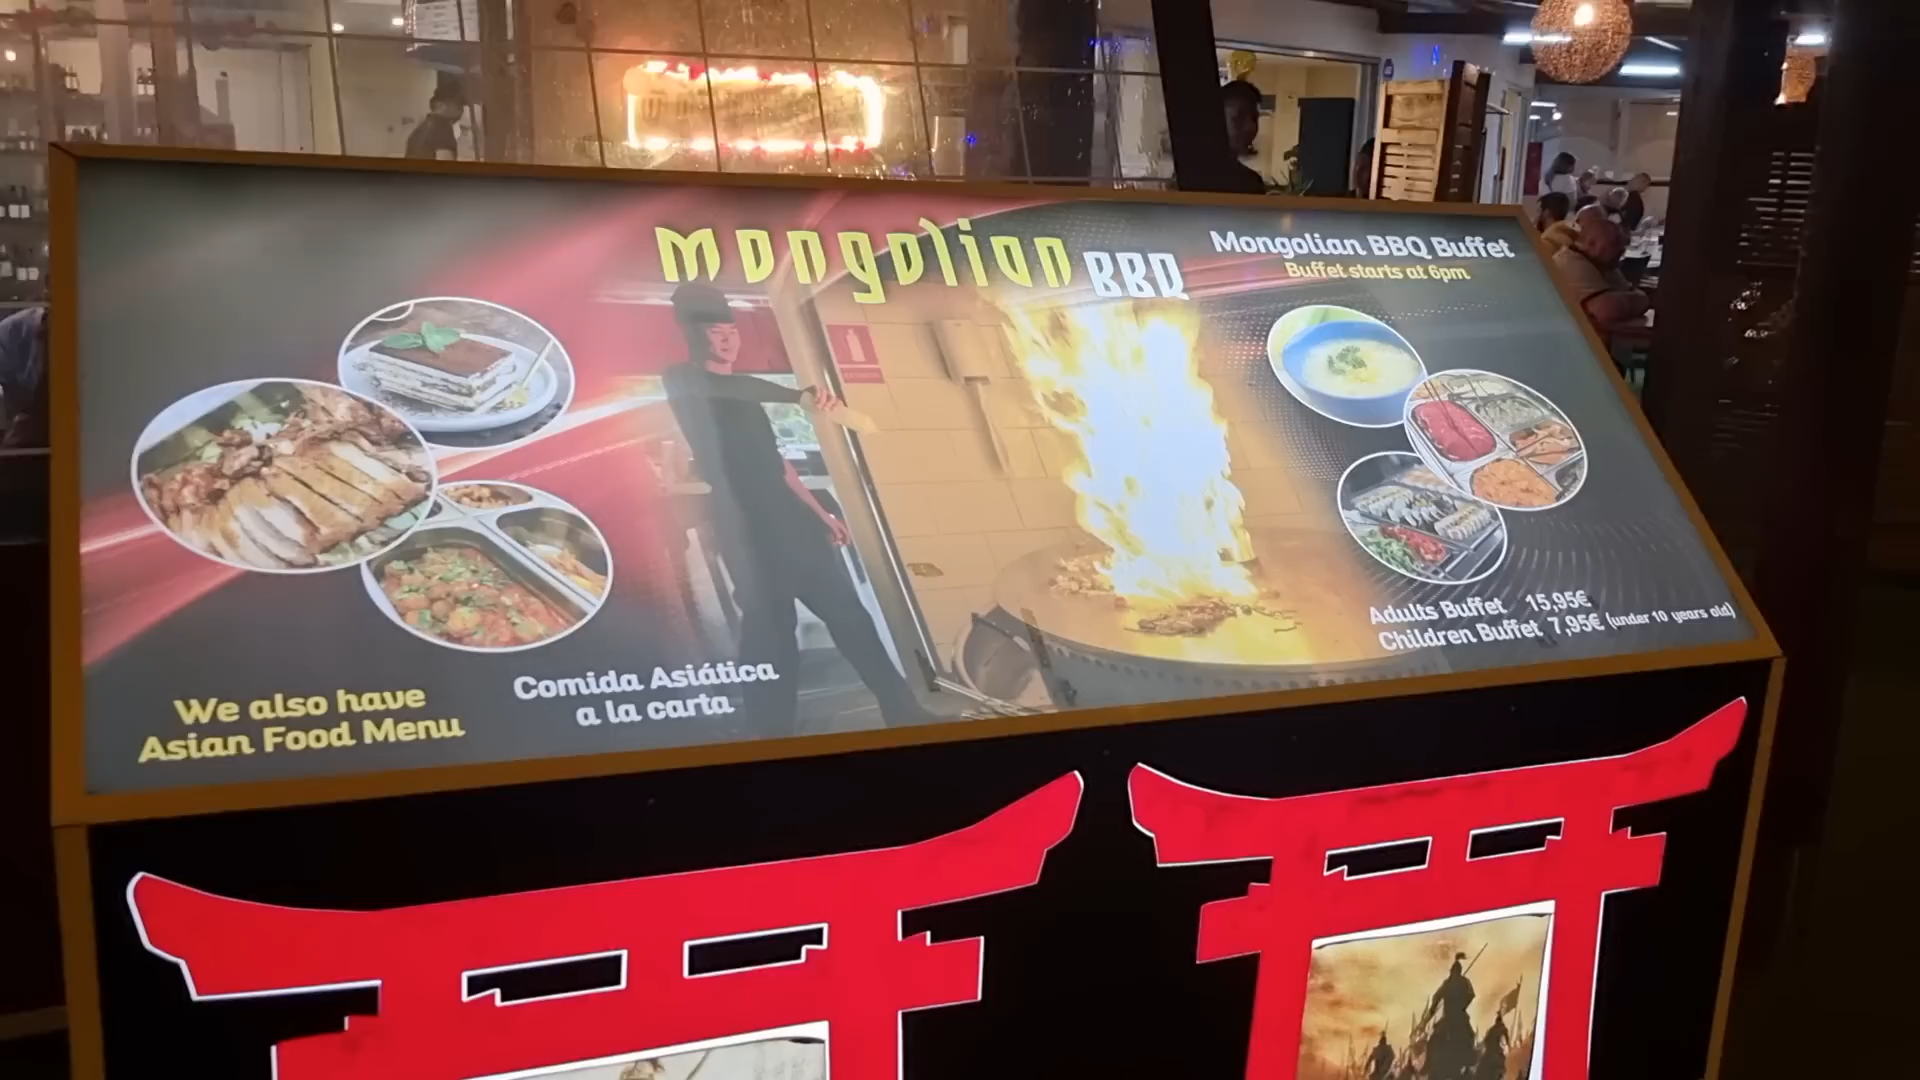 Mongolian BBQ
Mongolian BBQ Buffet
Buffet starts at 6pm
Adults Buffet 15,95€
Children Buffet 7,95€ (under 10 years old)
We also have
Asian Food Menu
Comida Asiática
a la carta